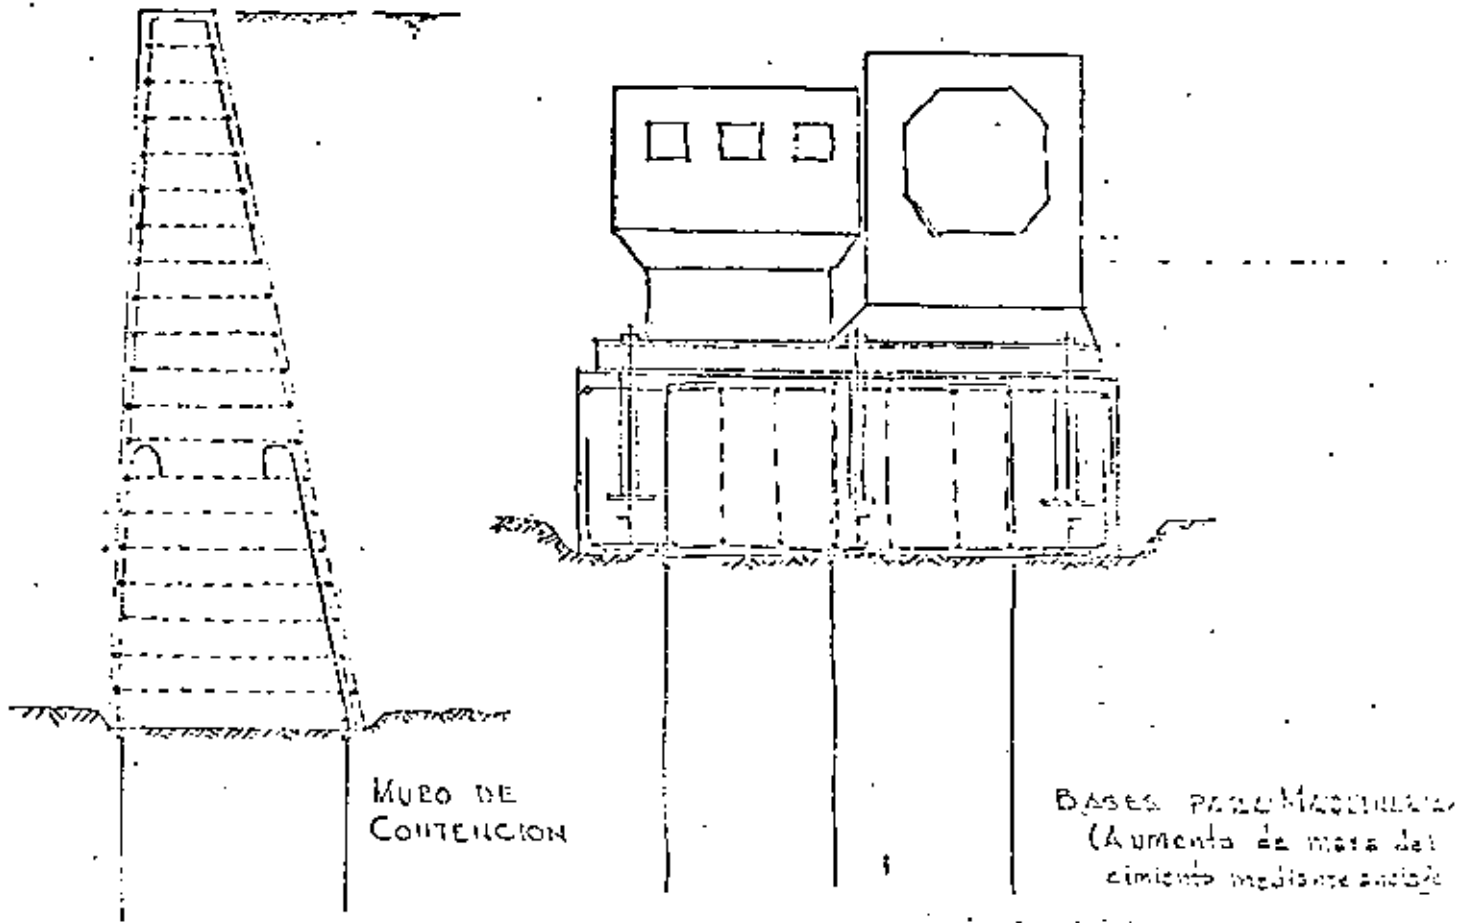 MURO DE
CONTENCION
BASES PARA MAQUINARIA
(Aumento de masa del
cimiento mediante anclaje